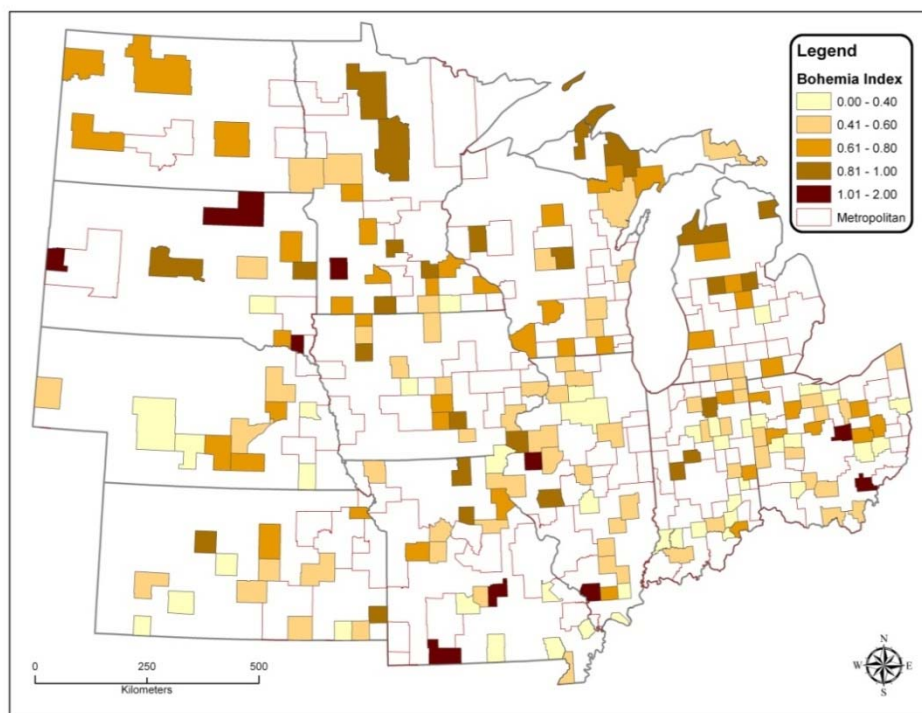 Legend
Bohemia Index
0.00 - 0.40
0.41 - 0.60
0.61 - 0.80
0.81 - 1.00
1.01 - 2.00
Metropolitan
N
W E
S
0 250 500
Kilometers